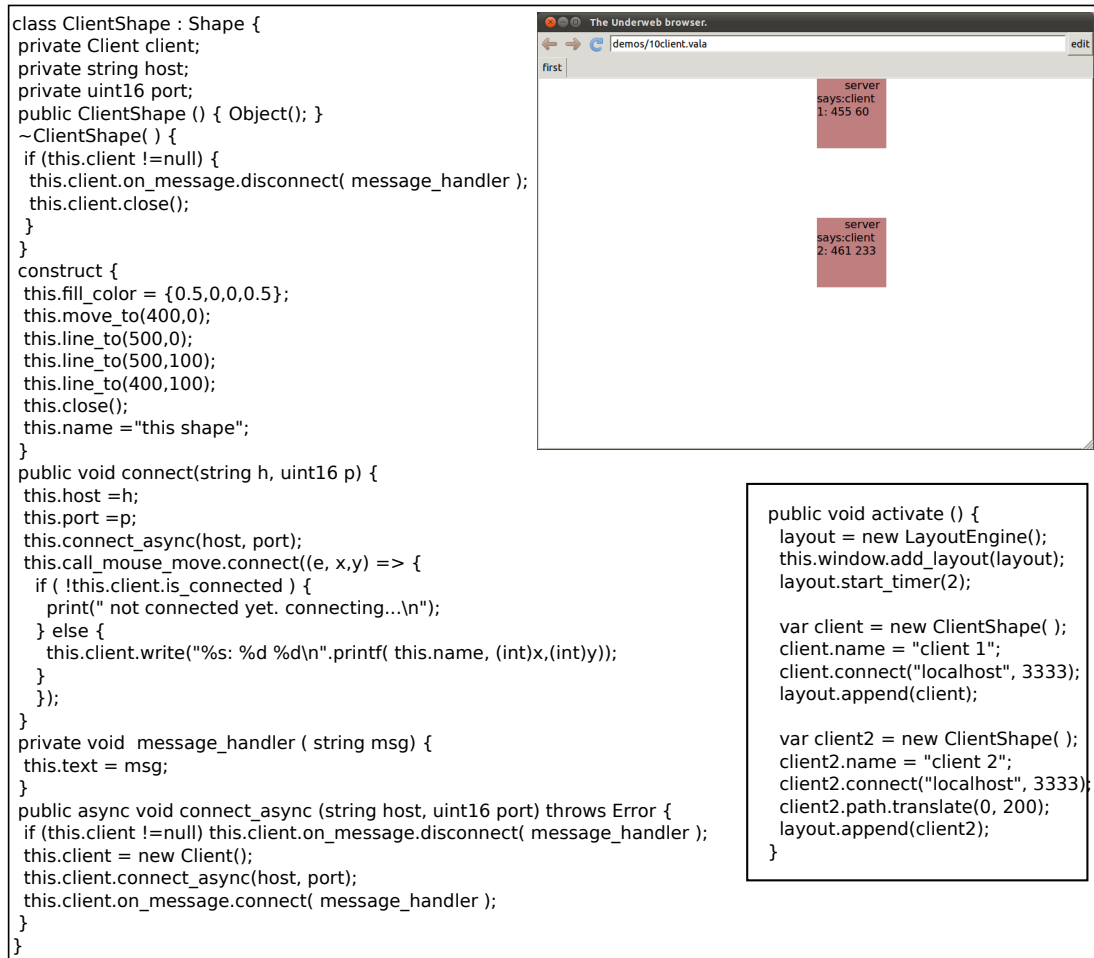 class ClientShape : Shape {
private Client client;
private string host;
private uint16 port;
public ClientShape () { Object(); }
~ClientShape( ) {
if (this.client !=null) {
this.client.on_message.disconnect( message_handler );
this.client.close();
}
}
construct {
this.fill_color = {0.5,0,0,0.5};
this.move_to(400,0);
this.line_to(500,0);
this.line_to(500,100);
this.line_to(400,100);
this.close();
this.name ="this shape";
}
public void connect(string h, uint16 p) {
this.host =h;
this.port =p;
this.connect_async(host, port);
this.call_mouse_move.connect((e, x,y) => {
if ( !this.client.is_connected ) {
print(" not connected yet. connecting...\n");
} else {
this.client.write("%s: %d %d\n".printf( this.name, (int)x,(int)y));
}
});
}
private void  message_handler ( string msg) {
this.text = msg;
}
public async void connect_async (string host, uint16 port) throws Error {
if (this.client !=null) this.client.on_message.disconnect( message_handler );
this.client = new Client();
this.client.connect_async(host, port);
this.client.on_message.connect( message_handler );
}
}
The Underweb browser.
demos/10client.vala
edit
first
server
says:client
1: 455 60
server
says:client
2: 461 233
public void activate () {
layout = new LayoutEngine();
this.window.add_layout(layout);
layout.start_timer(2);
var client = new ClientShape( );
client.name = "client 1";
client.connect("localhost", 3333);
layout.append(client);
var client2 = new ClientShape( );
client2.name = "client 2";
client2.connect("localhost", 3333);
client2.path.translate(0, 200);
layout.append(client2);
}